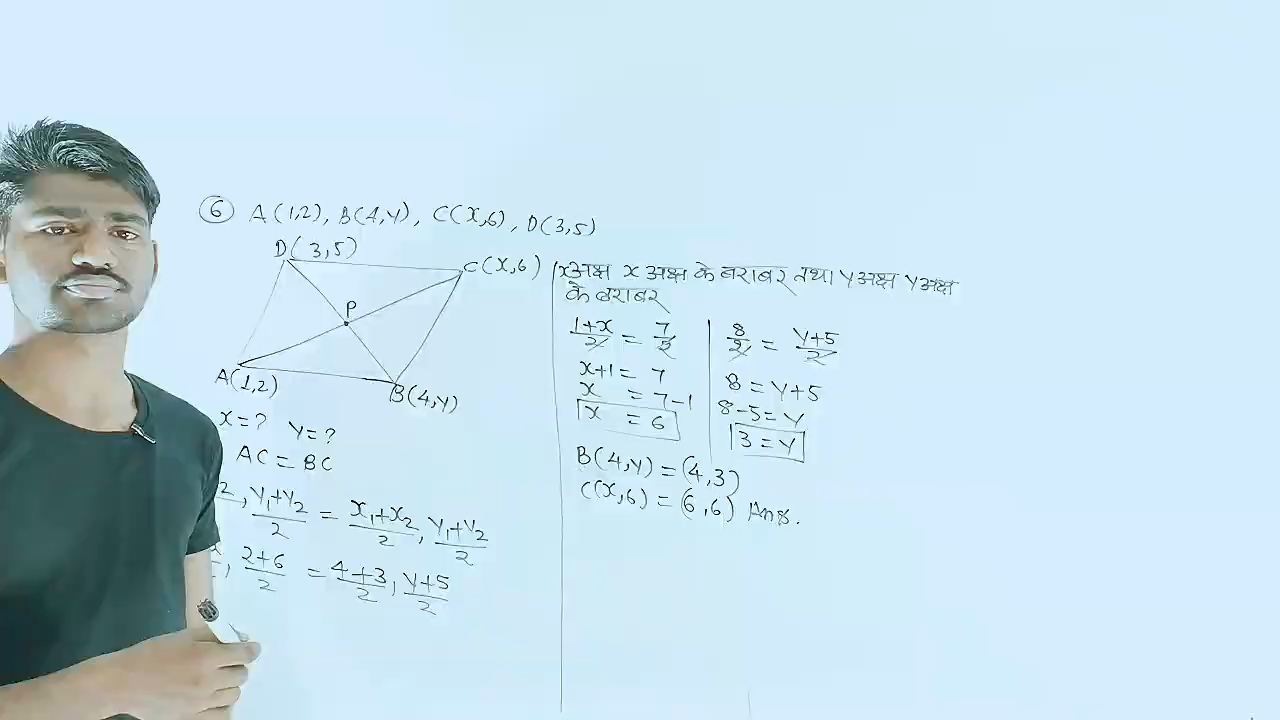 ⑥ A(1,2), B(4,Y), C(X,6), D(3,5)
D(3,5)
C(X,6)
P
A(1,2)
B(4,Y)
x=? Y=?
AC = BC
2, Y₁+Y₂/2 = X₁+X₂/2, Y₁+Y₂/2
, 2+6/2 = 4+3/2, Y+5/2
x अक्ष x अक्ष के बराबर तथा Y अक्ष Y अक्ष
के बराबर
1+x/2 = 7/2
x+1 = 7
x = 7-1
x = 6
8/2 = Y+5/2
8 = Y+5
8-5 = Y
3 = Y
B(4,Y) = (4,3)
C(X,6) = (6,6) Ans.